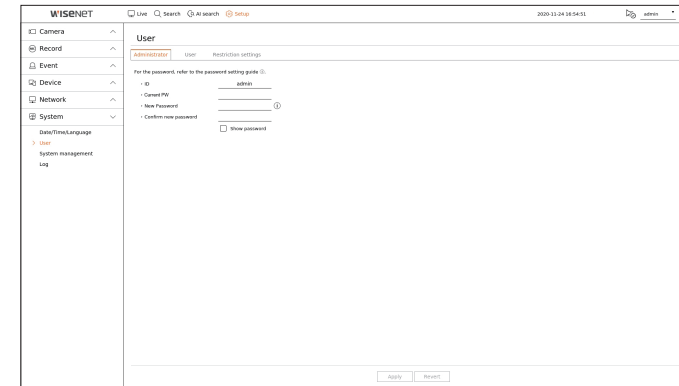 WISENET
Live Search AI search Setup 2020-11-24 16:54:51 admin
Camera
Record
Event
Device
Network
System
Date/Time/Language
User
System management
Log
User
Administrator User Restriction settings
For the password, refer to the password setting guide
ID admin
Current PW
New Password
Confirm new password
Show password
Apply Revert